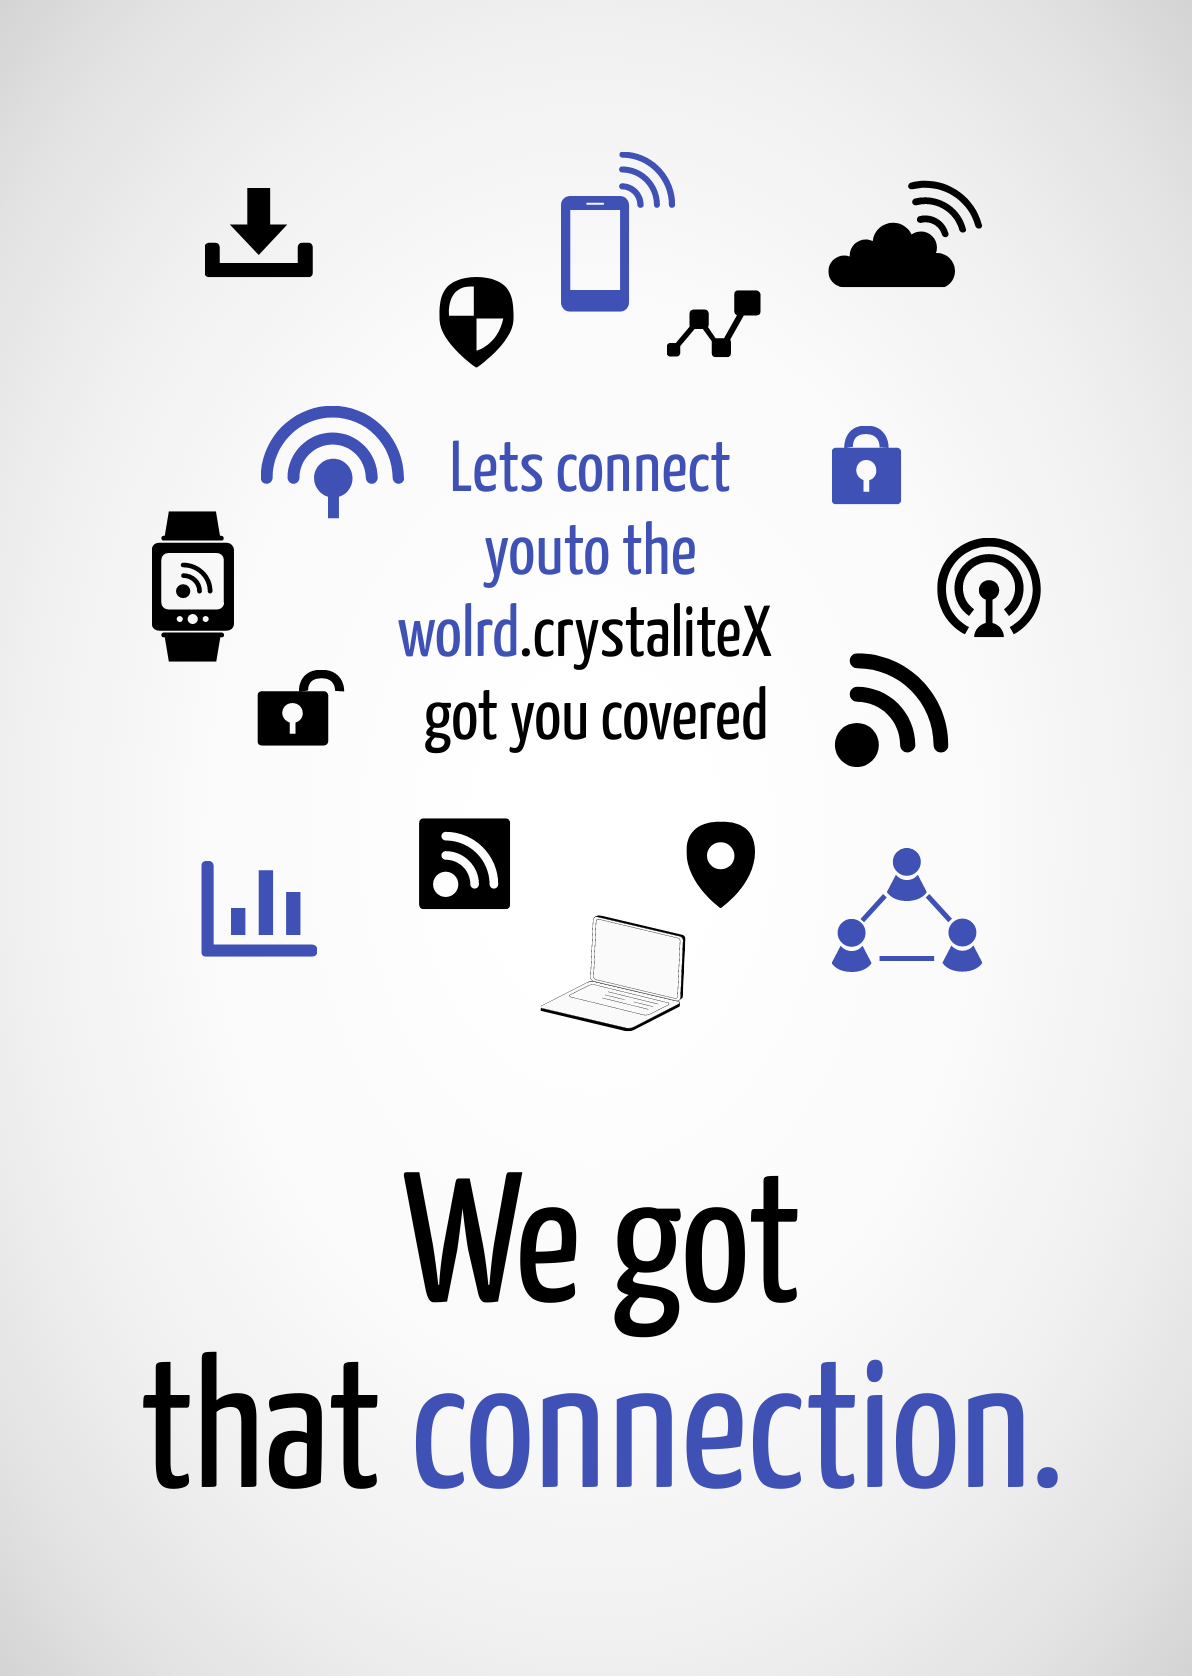 Lets connect
youto the
wolrd.crystaliteX
got you covered
We got
that connection.